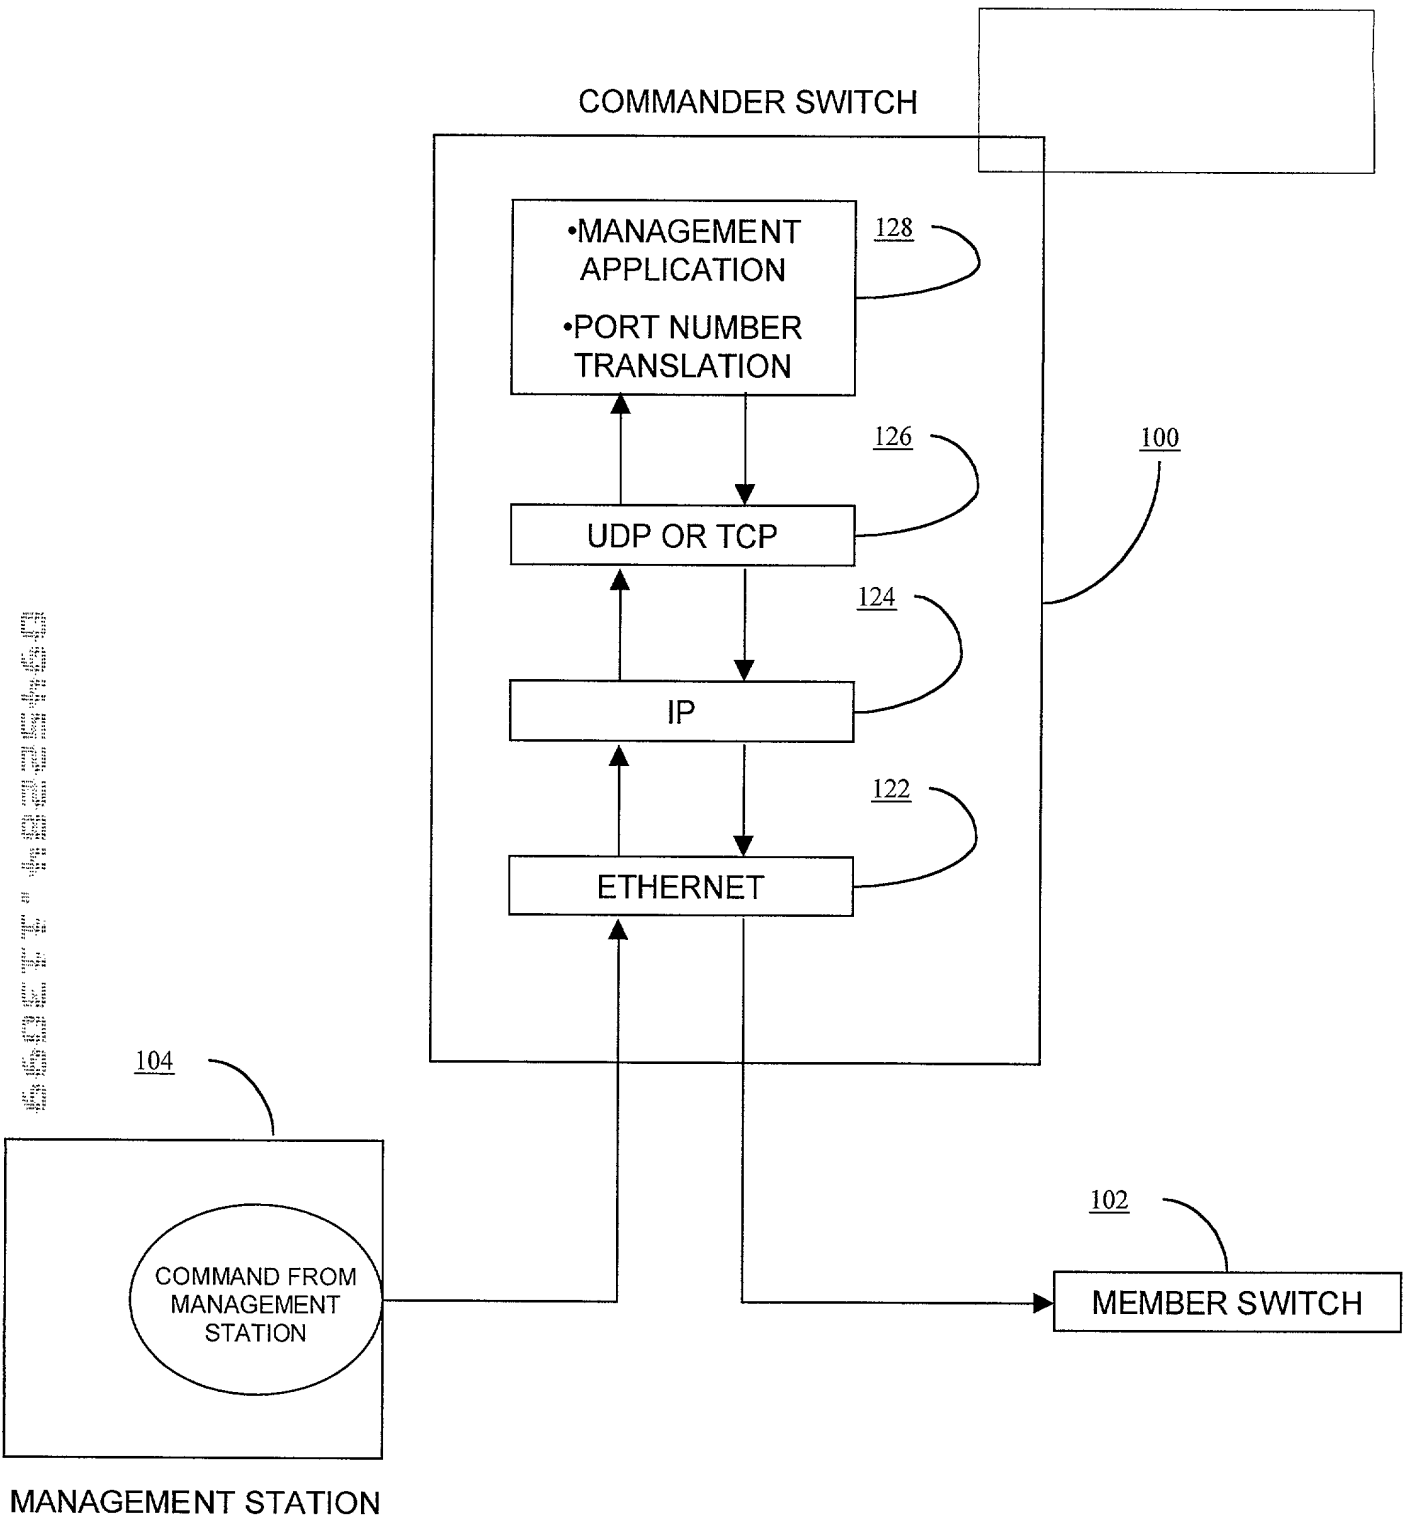 COMMANDER SWITCH
•MANAGEMENT
APPLICATION
•PORT NUMBER
TRANSLATION
128
126
100
UDP OR TCP
124
IP
122
ETHERNET
104
102
COMMAND FROM
MANAGEMENT
STATION
MEMBER SWITCH
MANAGEMENT STATION